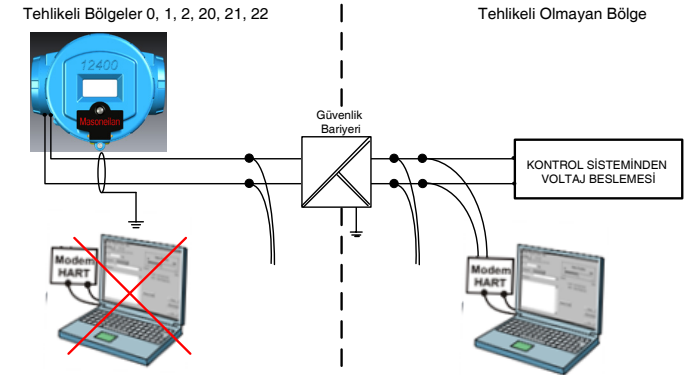 Tehlikeli Bölgeler 0, 1, 2, 20, 21, 22
Tehlikeli Olmayan Bölge
12400
Masoneilan
Güvenlik
Bariyeri
KONTROL SİSTEMİNDEN
VOLTAJ BESLEMESİ
Modem
HART
Modem
HART